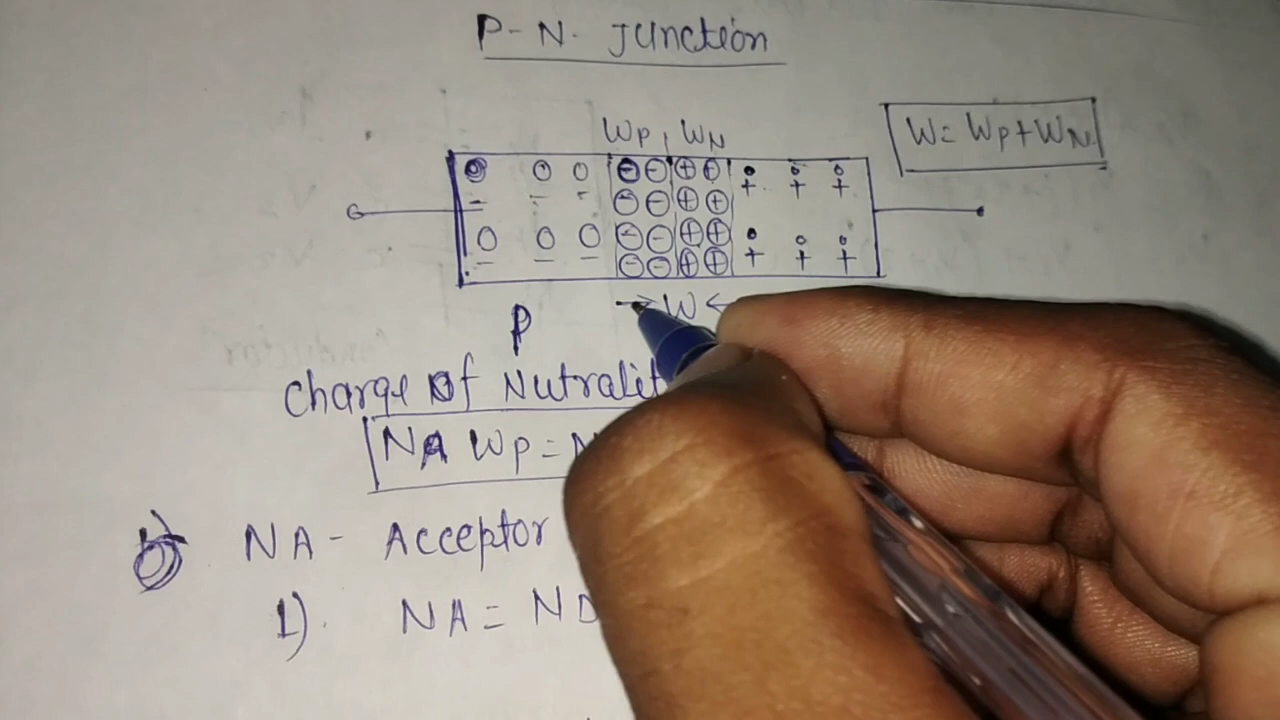 P-N- Junction
WP, WN
W= WP+WN
W
P
Charge Of Nutralit
NA WP = N
b) NA - Acceptor
1). NA = ND